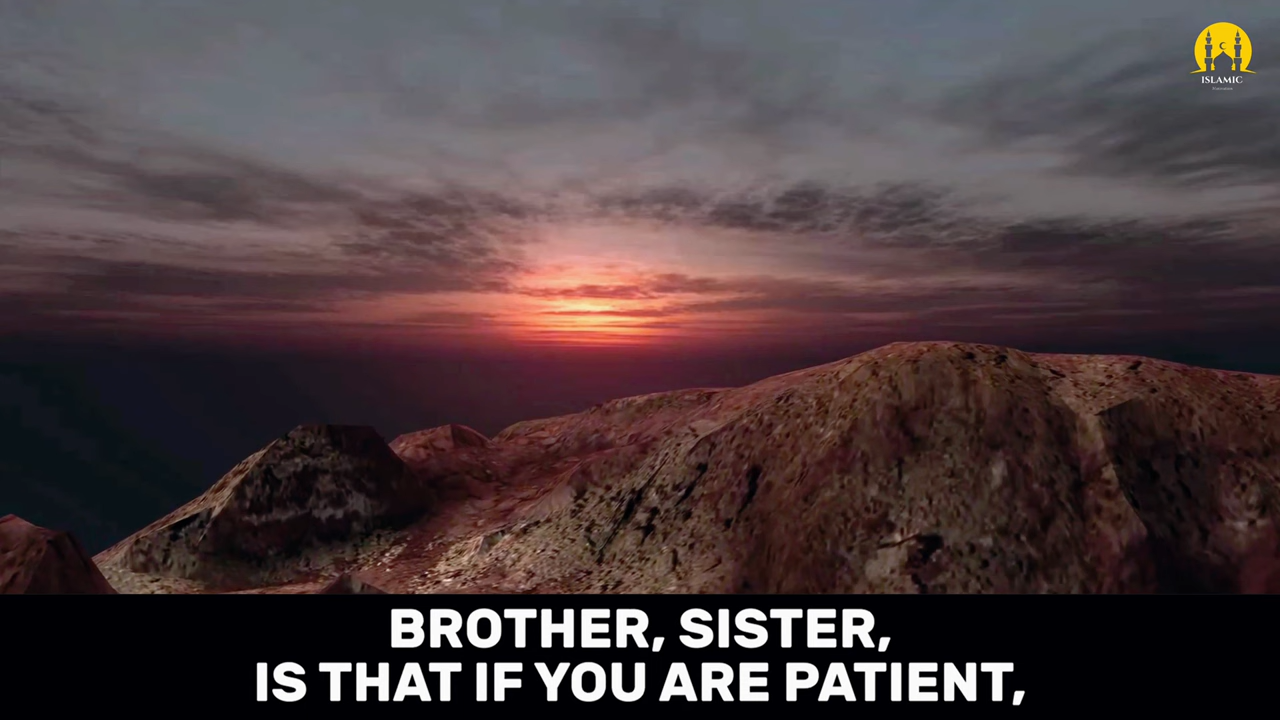 ISLAMIC
BROTHER, SISTER,
IS THAT IF YOU ARE PATIENT,